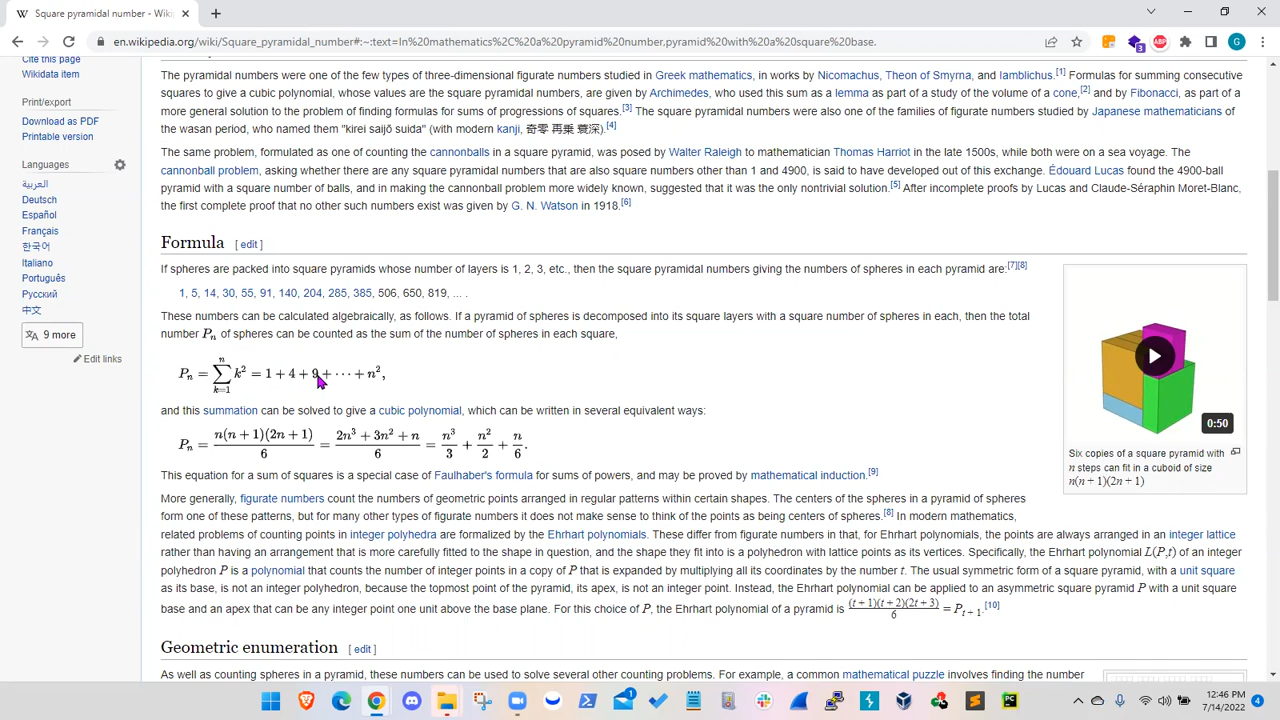 Square pyramidal number - Wiki
en.wikipedia.org/wiki/Square_pyramidal_number#:~:text=In%20mathematics%2C%20a%20pyramid%20number,pyramid%20with%20a%20square%20base.
3
ABP
G
Cite this page
Wikidata item
Print/export
Download as PDF
Printable version
Languages
العربية
Deutsch
Español
Français
한국어
Italiano
Português
Русский
中文
9 more
Edit links
The pyramidal numbers were one of the few types of three-dimensional figurate numbers studied in Greek mathematics, in works by Nicomachus, Theon of Smyrna, and Iamblichus.[1] Formulas for summing consecutive
squares to give a cubic polynomial, whose values are the square pyramidal numbers, are given by Archimedes, who used this sum as a lemma as part of a study of the volume of a cone,[2] and by Fibonacci, as part of a
more general solution to the problem of finding formulas for sums of progressions of squares.[3] The square pyramidal numbers were also one of the families of figurate numbers studied by Japanese mathematicians of
the wasan period, who named them "kirei saijō suida" (with modern kanji, 奇零 再乗 蓑深).[4]
The same problem, formulated as one of counting the cannonballs in a square pyramid, was posed by Walter Raleigh to mathematician Thomas Harriot in the late 1500s, while both were on a sea voyage. The
cannonball problem, asking whether there are any square pyramidal numbers that are also square numbers other than 1 and 4900, is said to have developed out of this exchange. Édouard Lucas found the 4900-ball
pyramid with a square number of balls, and in making the cannonball problem more widely known, suggested that it was the only nontrivial solution.[5] After incomplete proofs by Lucas and Claude-Séraphin Moret-Blanc,
the first complete proof that no other such numbers exist was given by G. N. Watson in 1918.[6]
Formula [ edit ]
If spheres are packed into square pyramids whose number of layers is 1, 2, 3, etc., then the square pyramidal numbers giving the numbers of spheres in each pyramid are:[7][8]
1, 5, 14, 30, 55, 91, 140, 204, 285, 385, 506, 650, 819, ... .
These numbers can be calculated algebraically, as follows. If a pyramid of spheres is decomposed into its square layers with a square number of spheres in each, then the total
number Pₙ of spheres can be counted as the sum of the number of spheres in each square,
Pₙ = ∑ₖ₌₁ⁿ k² = 1 + 4 + 9 + ⋯ + n²,
and this summation can be solved to give a cubic polynomial, which can be written in several equivalent ways:
Pₙ = n(n + 1)(2n + 1)/6 = (2n³ + 3n² + n)/6 = n³/3 + n²/2 + n/6.
This equation for a sum of squares is a special case of Faulhaber's formula for sums of powers, and may be proved by mathematical induction.[9]
More generally, figurate numbers count the numbers of geometric points arranged in regular patterns within certain shapes. The centers of the spheres in a pyramid of spheres
form one of these patterns, but for many other types of figurate numbers it does not make sense to think of the points as being centers of spheres.[8] In modern mathematics,
related problems of counting points in integer polyhedra are formalized by the Ehrhart polynomials. These differ from figurate numbers in that, for Ehrhart polynomials, the points are always arranged in an integer lattice
rather than having an arrangement that is more carefully fitted to the shape in question, and the shape they fit into is a polyhedron with lattice points as its vertices. Specifically, the Ehrhart polynomial L(P,t) of an integer
polyhedron P is a polynomial that counts the number of integer points in a copy of P that is expanded by multiplying all its coordinates by the number t. The usual symmetric form of a square pyramid, with a unit square
as its base, is not an integer polyhedron, because the topmost point of the pyramid, its apex, is not an integer point. Instead, the Ehrhart polynomial can be applied to an asymmetric square pyramid P with a unit square
base and an apex that can be any integer point one unit above the base plane. For this choice of P, the Ehrhart polynomial of a pyramid is (t + 1)(t + 2)(2t + 3)/6 = Pₜ₊₁.[10]
0:50
Six copies of a square pyramid with
n steps can fit in a cuboid of size
n(n + 1)(2n + 1)
Geometric enumeration [ edit ]
As well as counting spheres in a pyramid, these numbers can be used to solve several other counting problems. For example, a common mathematical puzzle involves finding the number
1
PC
12:46 PM
7/14/2022
4